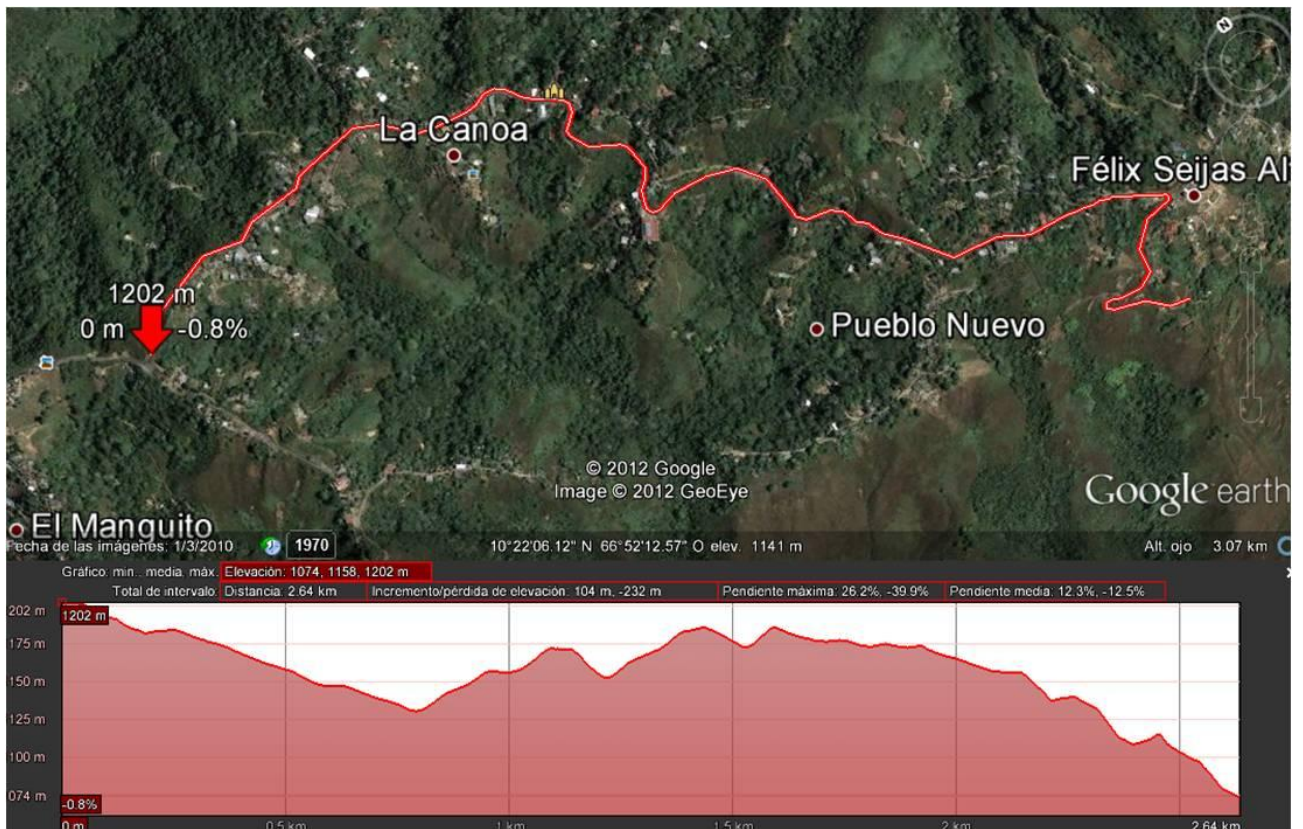 N
La Canoa
Félix Seijas Al
1202 m
0 m -0.8%
Pueblo Nuevo
© 2012 Google
Image © 2012 GeoEye
Google earth
El Manguito
Fecha de las imágenes: 1/3/2010 1970 10°22'06.12" N 66°52'12.57" O elev. 1141 m Alt. ojo 3.07 km
Gráfico: min., media, máx. Elevación: 1074, 1158, 1202 m
Total de intervalo: Distancia: 2.64 km Incremento/pérdida de elevación: 104 m, -232 m Pendiente máxima: 26.2%, -39.9% Pendiente media: 12.3%, -12.5%
202 m
1202 m
175 m
150 m
125 m
100 m
074 m
-0.8%
0 m 0.5 km 1 km 1.5 km 2 km 2.64 km